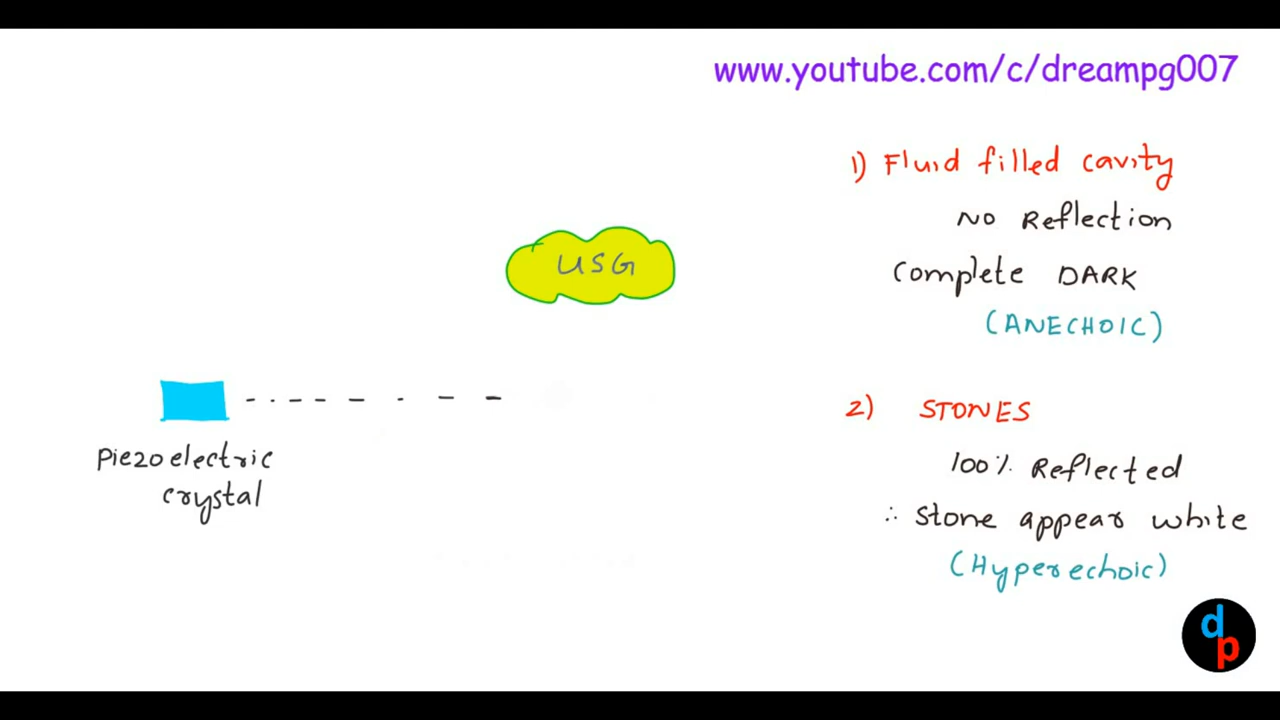 www.youtube.com/c/dreampg007
USG
Piezoelectric
crystal
1) Fluid filled cavity
NO Reflection
Complete DARK
(ANECHOIC)
2) STONES
100% Reflected
∴ Stone appear white
(Hyperechoic)
dp